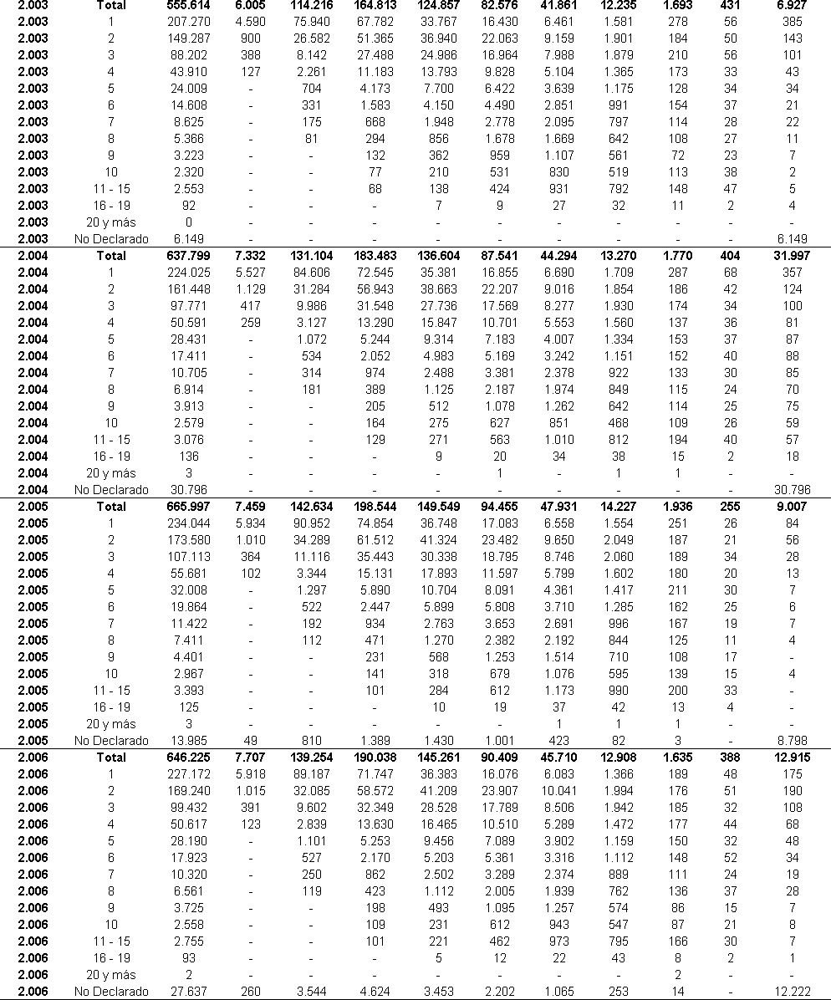 2.003 Total 555.614 6.005 114.216 164.813 124.857 82.576 41.861 12.235 1.693 431 6.927
2.003 1 207.270 4.590 75.940 67.782 33.767 16.430 6.461 1.581 278 56 385
2.003 2 149.287 900 26.582 51.365 36.940 22.063 9.159 1.901 184 50 143
2.003 3 88.202 388 8.142 27.488 24.986 16.964 7.988 1.879 210 56 101
2.003 4 43.910 127 2.261 11.183 13.793 9.828 5.104 1.365 173 33 43
2.003 5 24.009 - 704 4.173 7.700 6.422 3.639 1.175 128 34 34
2.003 6 14.608 - 331 1.583 4.150 4.490 2.851 991 154 37 21
2.003 7 8.625 - 175 668 1.948 2.778 2.095 797 114 28 22
2.003 8 5.366 - 81 294 856 1.678 1.669 642 108 27 11
2.003 9 3.223 - - 132 362 959 1.107 561 72 23 7
2.003 10 2.320 - - 77 210 531 830 519 113 38 2
2.003 11 - 15 2.553 - - 68 138 424 931 792 148 47 5
2.003 16 - 19 92 - - - 7 9 27 32 11 2 4
2.003 20 y más 0 - - - - - - - - - -
2.003 No Declarado 6.149 - - - - - - - - - 6.149
2.004 Total 637.799 7.332 131.104 183.483 136.604 87.541 44.294 13.270 1.770 404 31.997
2.004 1 224.025 5.527 84.606 72.545 35.381 16.855 6.690 1.709 287 68 357
2.004 2 161.448 1.129 31.284 56.943 38.663 22.207 9.016 1.854 186 42 124
2.004 3 97.771 417 9.986 31.548 27.736 17.569 8.277 1.930 174 34 100
2.004 4 50.591 259 3.127 13.290 15.847 10.701 5.553 1.560 137 36 81
2.004 5 28.431 - 1.072 5.244 9.314 7.183 4.007 1.334 153 37 87
2.004 6 17.411 - 534 2.052 4.983 5.169 3.242 1.151 152 40 88
2.004 7 10.705 - 314 974 2.488 3.381 2.378 922 133 30 85
2.004 8 6.914 - 181 389 1.125 2.187 1.974 849 115 24 70
2.004 9 3.913 - - 205 512 1.078 1.262 642 114 25 75
2.004 10 2.579 - - 164 275 627 851 468 109 26 59
2.004 11 - 15 3.076 - - 129 271 563 1.010 812 194 40 57
2.004 16 - 19 136 - - - 9 20 34 38 15 2 18
2.004 20 y más 3 - - - - 1 - 1 1 - -
2.004 No Declarado 30.796 - - - - - - - - - 30.796
2.005 Total 665.997 7.459 142.634 198.544 149.549 94.455 47.931 14.227 1.936 255 9.007
2.005 1 234.044 5.934 90.952 74.854 36.748 17.083 6.558 1.554 251 26 84
2.005 2 173.580 1.010 34.289 61.512 41.324 23.482 9.650 2.049 187 21 56
2.005 3 107.113 364 11.116 35.443 30.338 18.795 8.746 2.060 189 34 28
2.005 4 55.681 102 3.344 15.131 17.893 11.597 5.799 1.602 180 20 13
2.005 5 32.008 - 1.297 5.890 10.704 8.091 4.361 1.417 211 30 7
2.005 6 19.864 - 522 2.447 5.899 5.808 3.710 1.285 162 25 6
2.005 7 11.422 - 192 934 2.763 3.653 2.691 996 167 19 7
2.005 8 7.411 - 112 471 1.270 2.382 2.192 844 125 11 4
2.005 9 4.401 - - 231 568 1.253 1.514 710 108 17 -
2.005 10 2.967 - - 141 318 679 1.076 595 139 15 4
2.005 11 - 15 3.393 - - 101 284 612 1.173 990 200 33 -
2.005 16 - 19 125 - - - 10 19 37 42 13 4 -
2.005 20 y más 3 - - - - - 1 1 1 - -
2.005 No Declarado 13.985 49 810 1.389 1.430 1.001 423 82 3 - 8.798
2.006 Total 646.225 7.707 139.254 190.038 145.261 90.409 45.710 12.908 1.635 388 12.915
2.006 1 227.172 5.918 89.187 71.747 36.383 16.076 6.083 1.366 189 48 175
2.006 2 169.240 1.015 32.085 58.572 41.209 23.907 10.041 1.994 176 51 190
2.006 3 99.432 391 9.602 32.349 28.528 17.789 8.506 1.942 185 32 108
2.006 4 50.617 123 2.839 13.630 16.465 10.510 5.289 1.472 177 44 68
2.006 5 28.190 - 1.101 5.253 9.456 7.089 3.902 1.159 150 32 48
2.006 6 17.923 - 527 2.170 5.203 5.361 3.316 1.112 148 52 34
2.006 7 10.320 - 250 862 2.502 3.289 2.374 889 111 24 19
2.006 8 6.561 - 119 423 1.112 2.005 1.939 762 136 37 28
2.006 9 3.725 - - 198 493 1.095 1.257 574 86 15 7
2.006 10 2.558 - - 109 231 612 943 547 87 21 8
2.006 11 - 15 2.755 - - 101 221 462 973 795 166 30 7
2.006 16 - 19 93 - - - 5 12 22 43 8 2 1
2.006 20 y más 2 - - - - - - - 2 - -
2.006 No Declarado 27.637 260 3.544 4.624 3.453 2.202 1.065 253 14 - 12.222